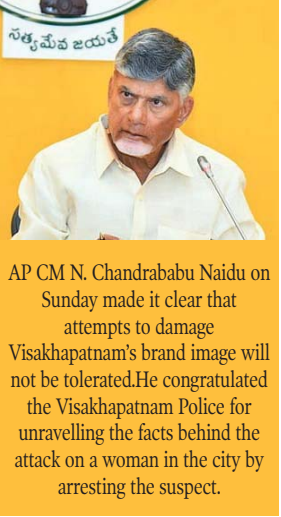 సత్యమేవ జయతే
AP CM N. Chandrababu Naidu on
Sunday made it clear that
attempts to damage
Visakhapatnam's brand image will
not be tolerated.He congratulated
the Visakhapatnam Police for
unravelling the facts behind the
attack on a woman in the city by
arresting the suspect.